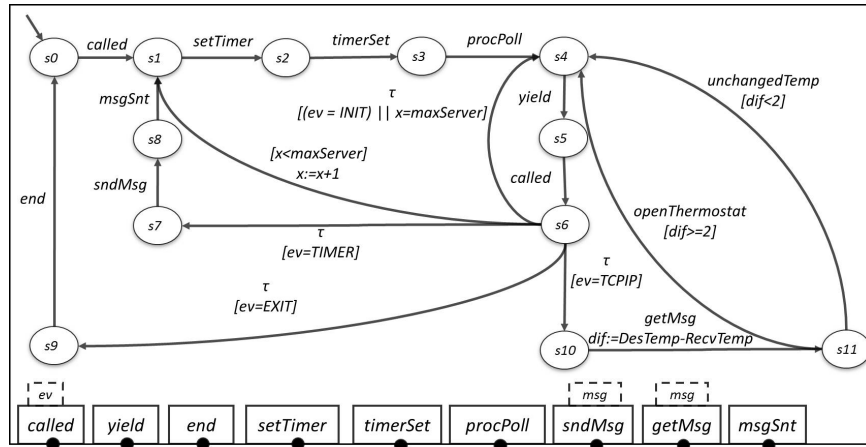 s0
called
s1
setTimer
s2
timerSet
s3
procPoll
s4
unchangedTemp
[dif<2]
τ
[(ev = INIT) || x=maxServer]
yield
msgSnt
s8
s5
[x<maxServer]
x:=x+1
called
sndMsg
end
s7
s6
openThermostat
[dif>=2]
τ
[ev=TIMER]
τ
[ev=TCPIP]
τ
[ev=EXIT]
getMsg
dif:=DesTemp-RecvTemp
s9
s10
s11
ev
msg
msg
called
yield
end
setTimer
timerSet
procPoll
sndMsg
getMsg
msgSnt